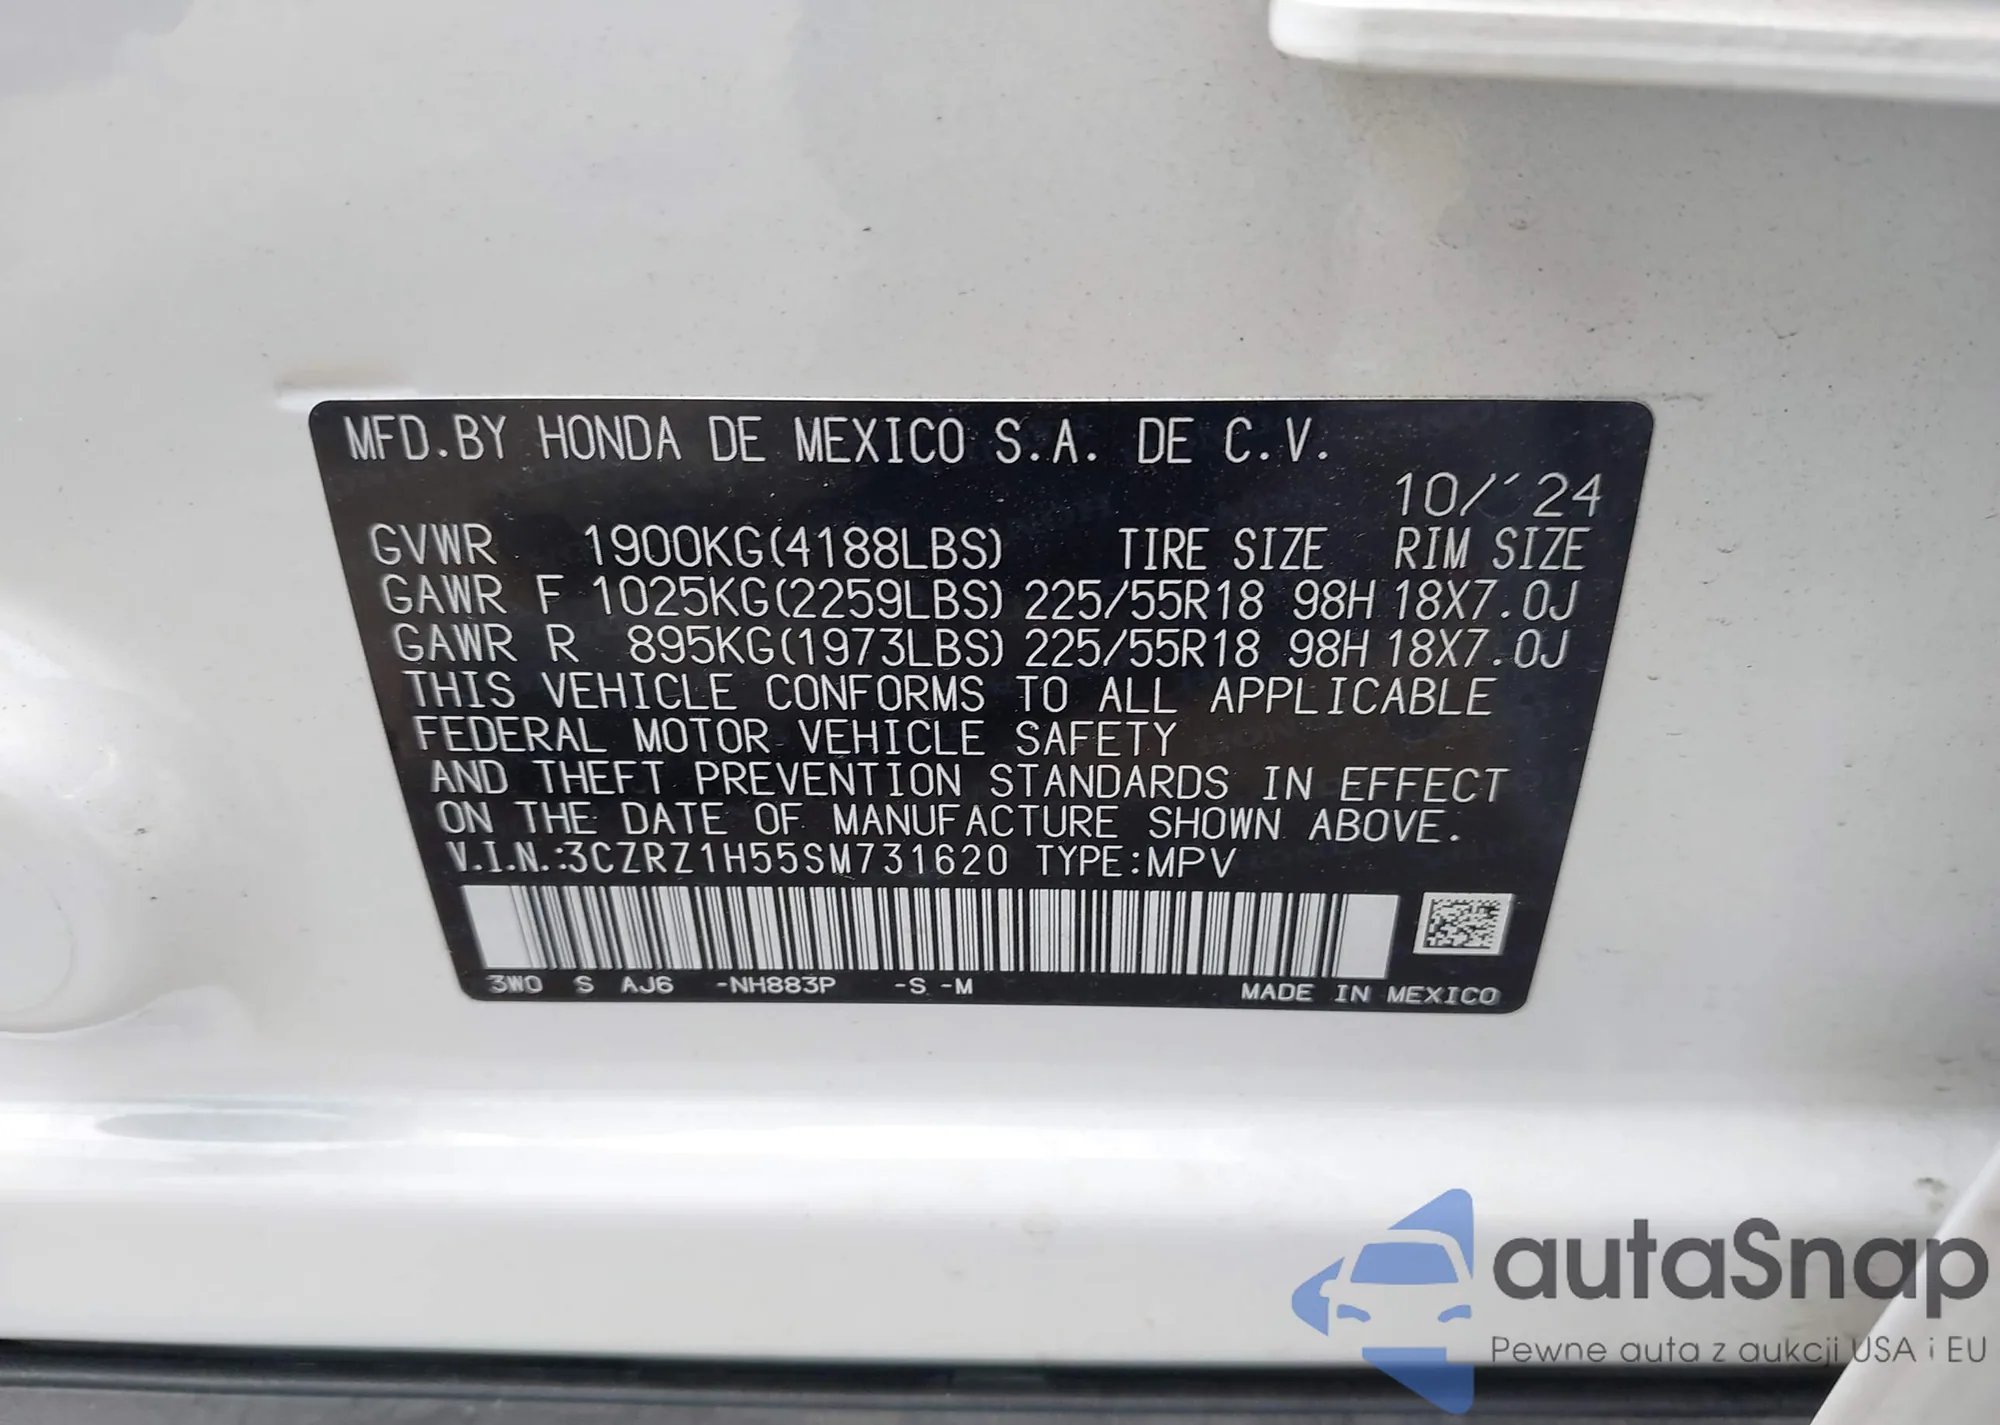 MFD.BY HONDA DE MEXICO S.A. DE C.V.
10/'24
GVWR 1900KG(4188LBS) TIRE SIZE RIM SIZE
GAWR F 1025KG(2259LBS) 225/55R18 98H 18X7.0J
GAWR R 895KG(1973LBS) 225/55R18 98H 18X7.0J
THIS VEHICLE CONFORMS TO ALL APPLICABLE
FEDERAL MOTOR VEHICLE SAFETY
AND THEFT PREVENTION STANDARDS IN EFFECT
ON THE DATE OF MANUFACTURE SHOWN ABOVE.
V.I.N.:3CZRZ1H55SM731620 TYPE:MPV
3W0 S AJ6 -NH883P -S -M MADE IN MEXICO
autaSnap
Pewne auta z aukcji USA i EU